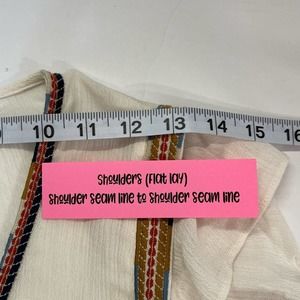 10 11 12 13 14 15 16
Shoulders (Flat lay)
Shoulder Seam line to Shoulder Seam line